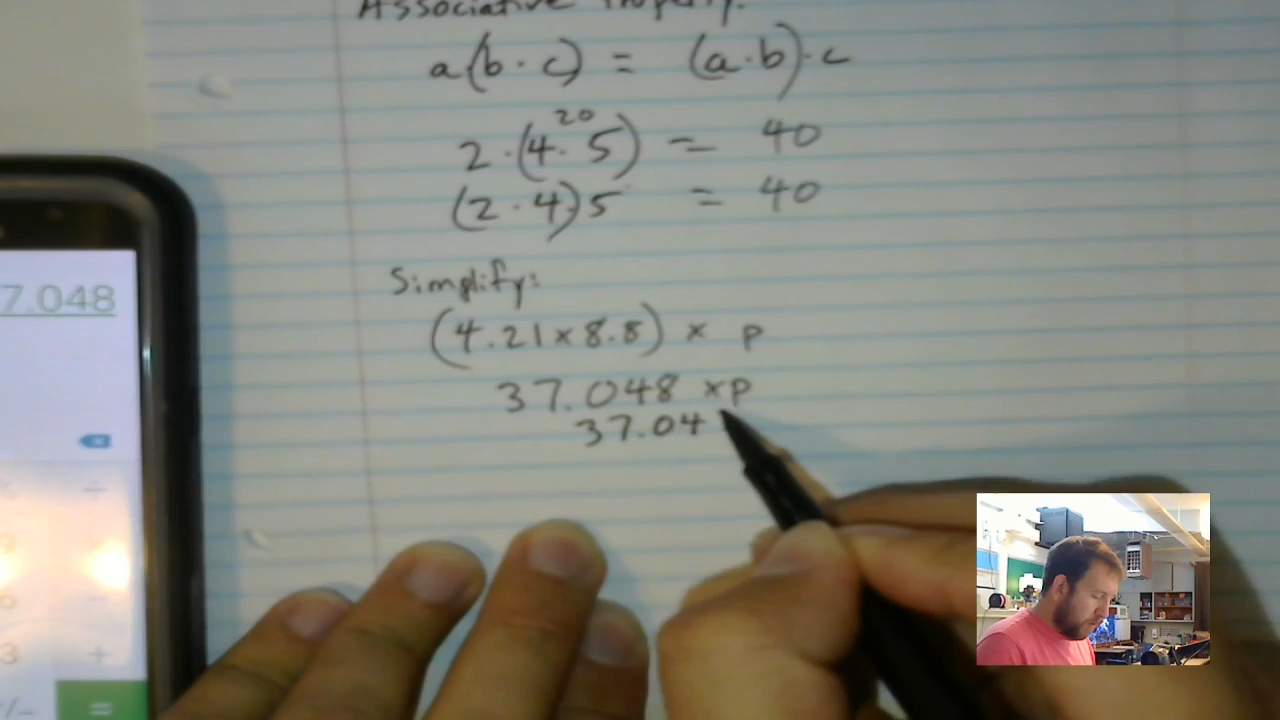 Associative Property:
a(b · c) = (a·b)·c
20
2·(4·5) = 40
(2·4)·5 = 40
7.048
Simplify:
(4.21×8.8) × p
37.048 ×p
37.04
÷
3 +
+/- =